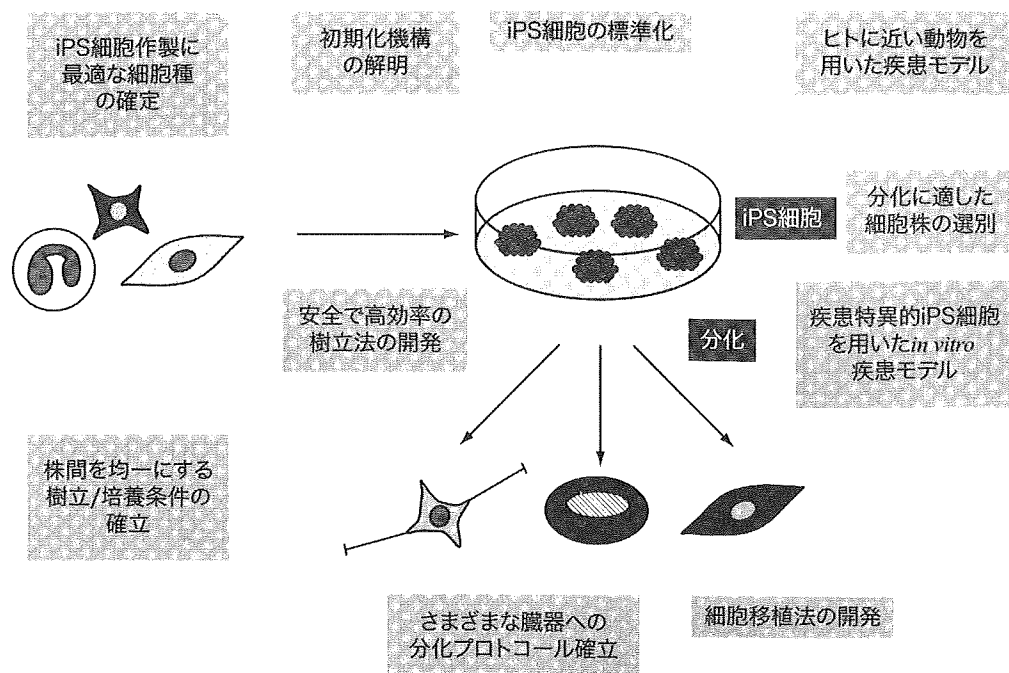 iPS細胞作製に
最適な細胞種
の確定
初期化機構
の解明
iPS細胞の標準化
ヒトに近い動物を
用いた疾患モデル
iPS細胞
分化に適した
細胞株の選別
安全で高効率の
樹立法の開発
分化
疾患特異的iPS細胞
を用いたin vitro
疾患モデル
株間を均一にする
樹立/培養条件の
確立
さまざまな臓器への
分化プロトコール確立
細胞移植法の開発